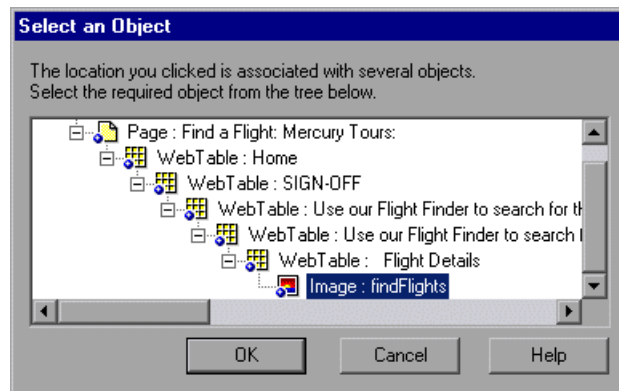 Select an Object
The location you clicked is associated with several objects.
Select the required object from the tree below.
Page : Find a Flight: Mercury Tours:
WebTable : Home
WebTable : SIGN-OFF
WebTable : Use our Flight Finder to search for
WebTable : Use our Flight Finder to search
WebTable : Flight Details
Image : findFlights
OK Cancel Help